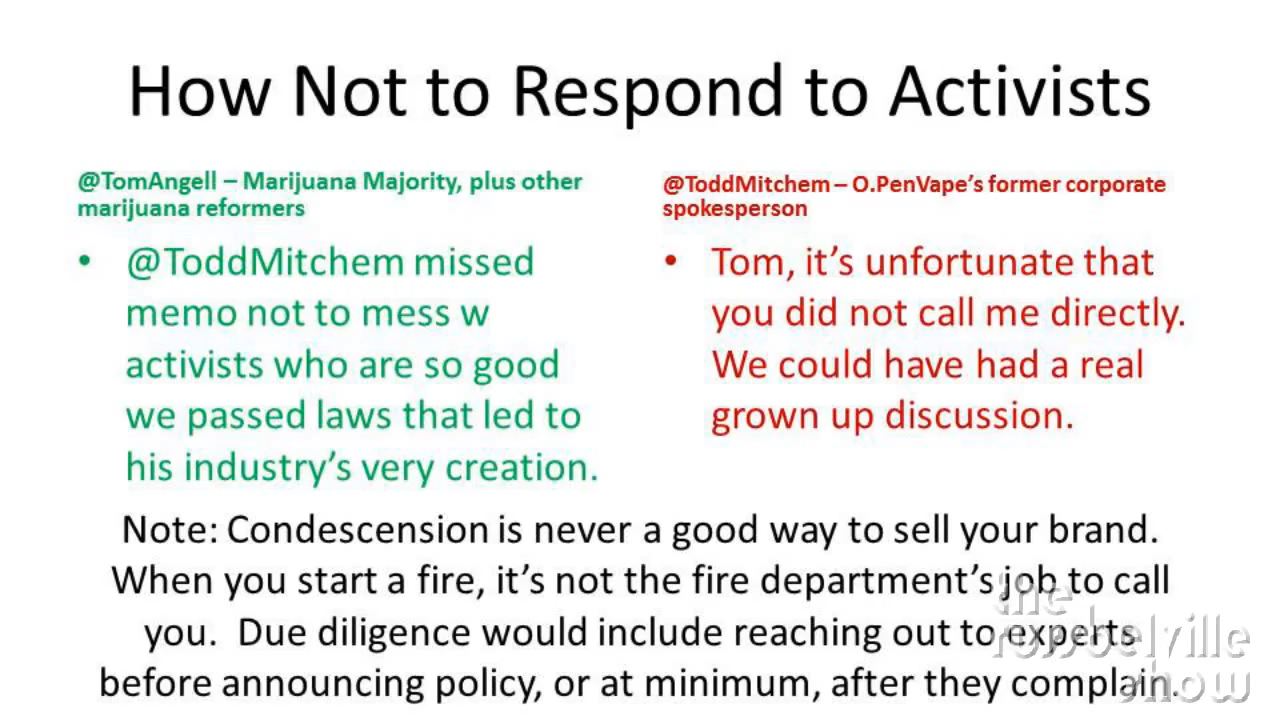 How Not to Respond to Activists
@TomAngell – Marijuana Majority, plus other
marijuana reformers
• @ToddMitchem missed
memo not to mess w
activists who are so good
we passed laws that led to
his industry’s very creation.
@ToddMitchem – O.PenVape’s former corporate
spokesperson
• Tom, it’s unfortunate that
you did not call me directly.
We could have had a real
grown up discussion.
Note: Condescension is never a good way to sell your brand.
When you start a fire, it’s not the fire department’s job to call
you.  Due diligence would include reaching out to experts
before announcing policy, or at minimum, after they complain.
the
russ belville
show